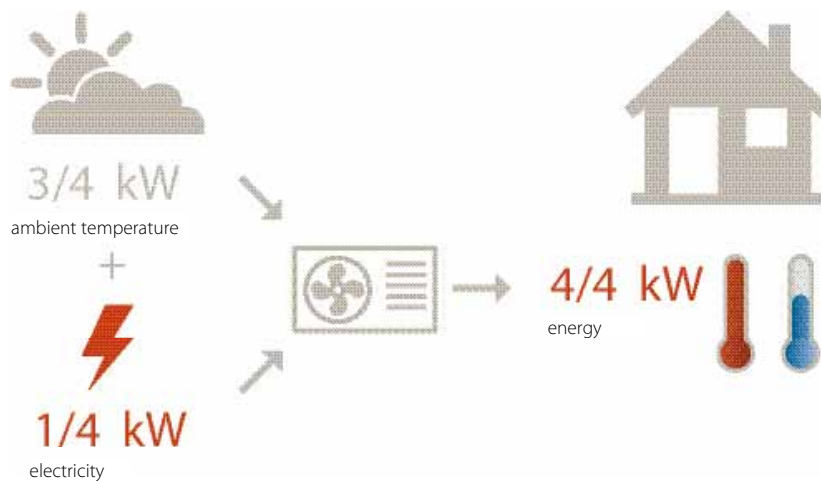 3/4 kW
ambient temperature
+
1/4 kW
electricity
4/4 kW
energy